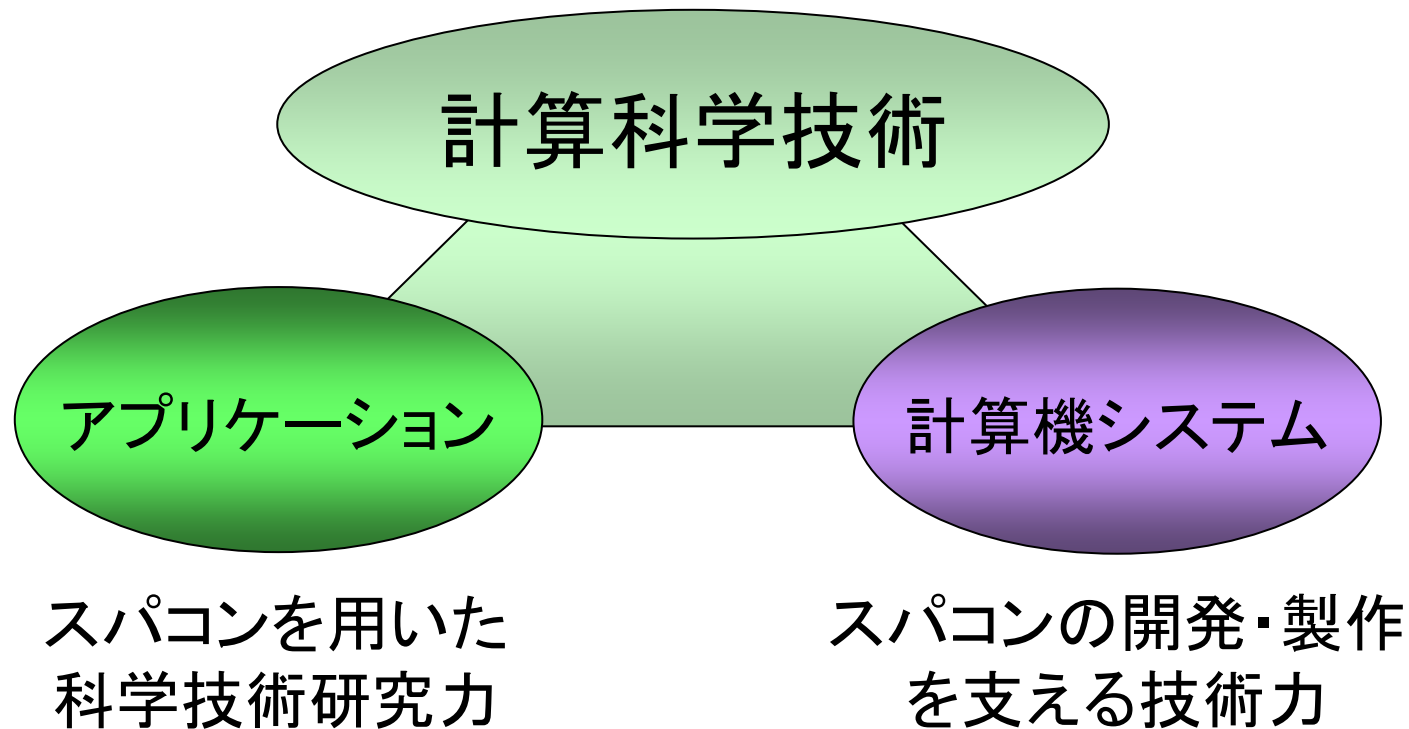 計算科学技術
アプリケーション
計算機システム
スパコンを用いた
科学技術研究力
スパコンの開発・製作
を支える技術力